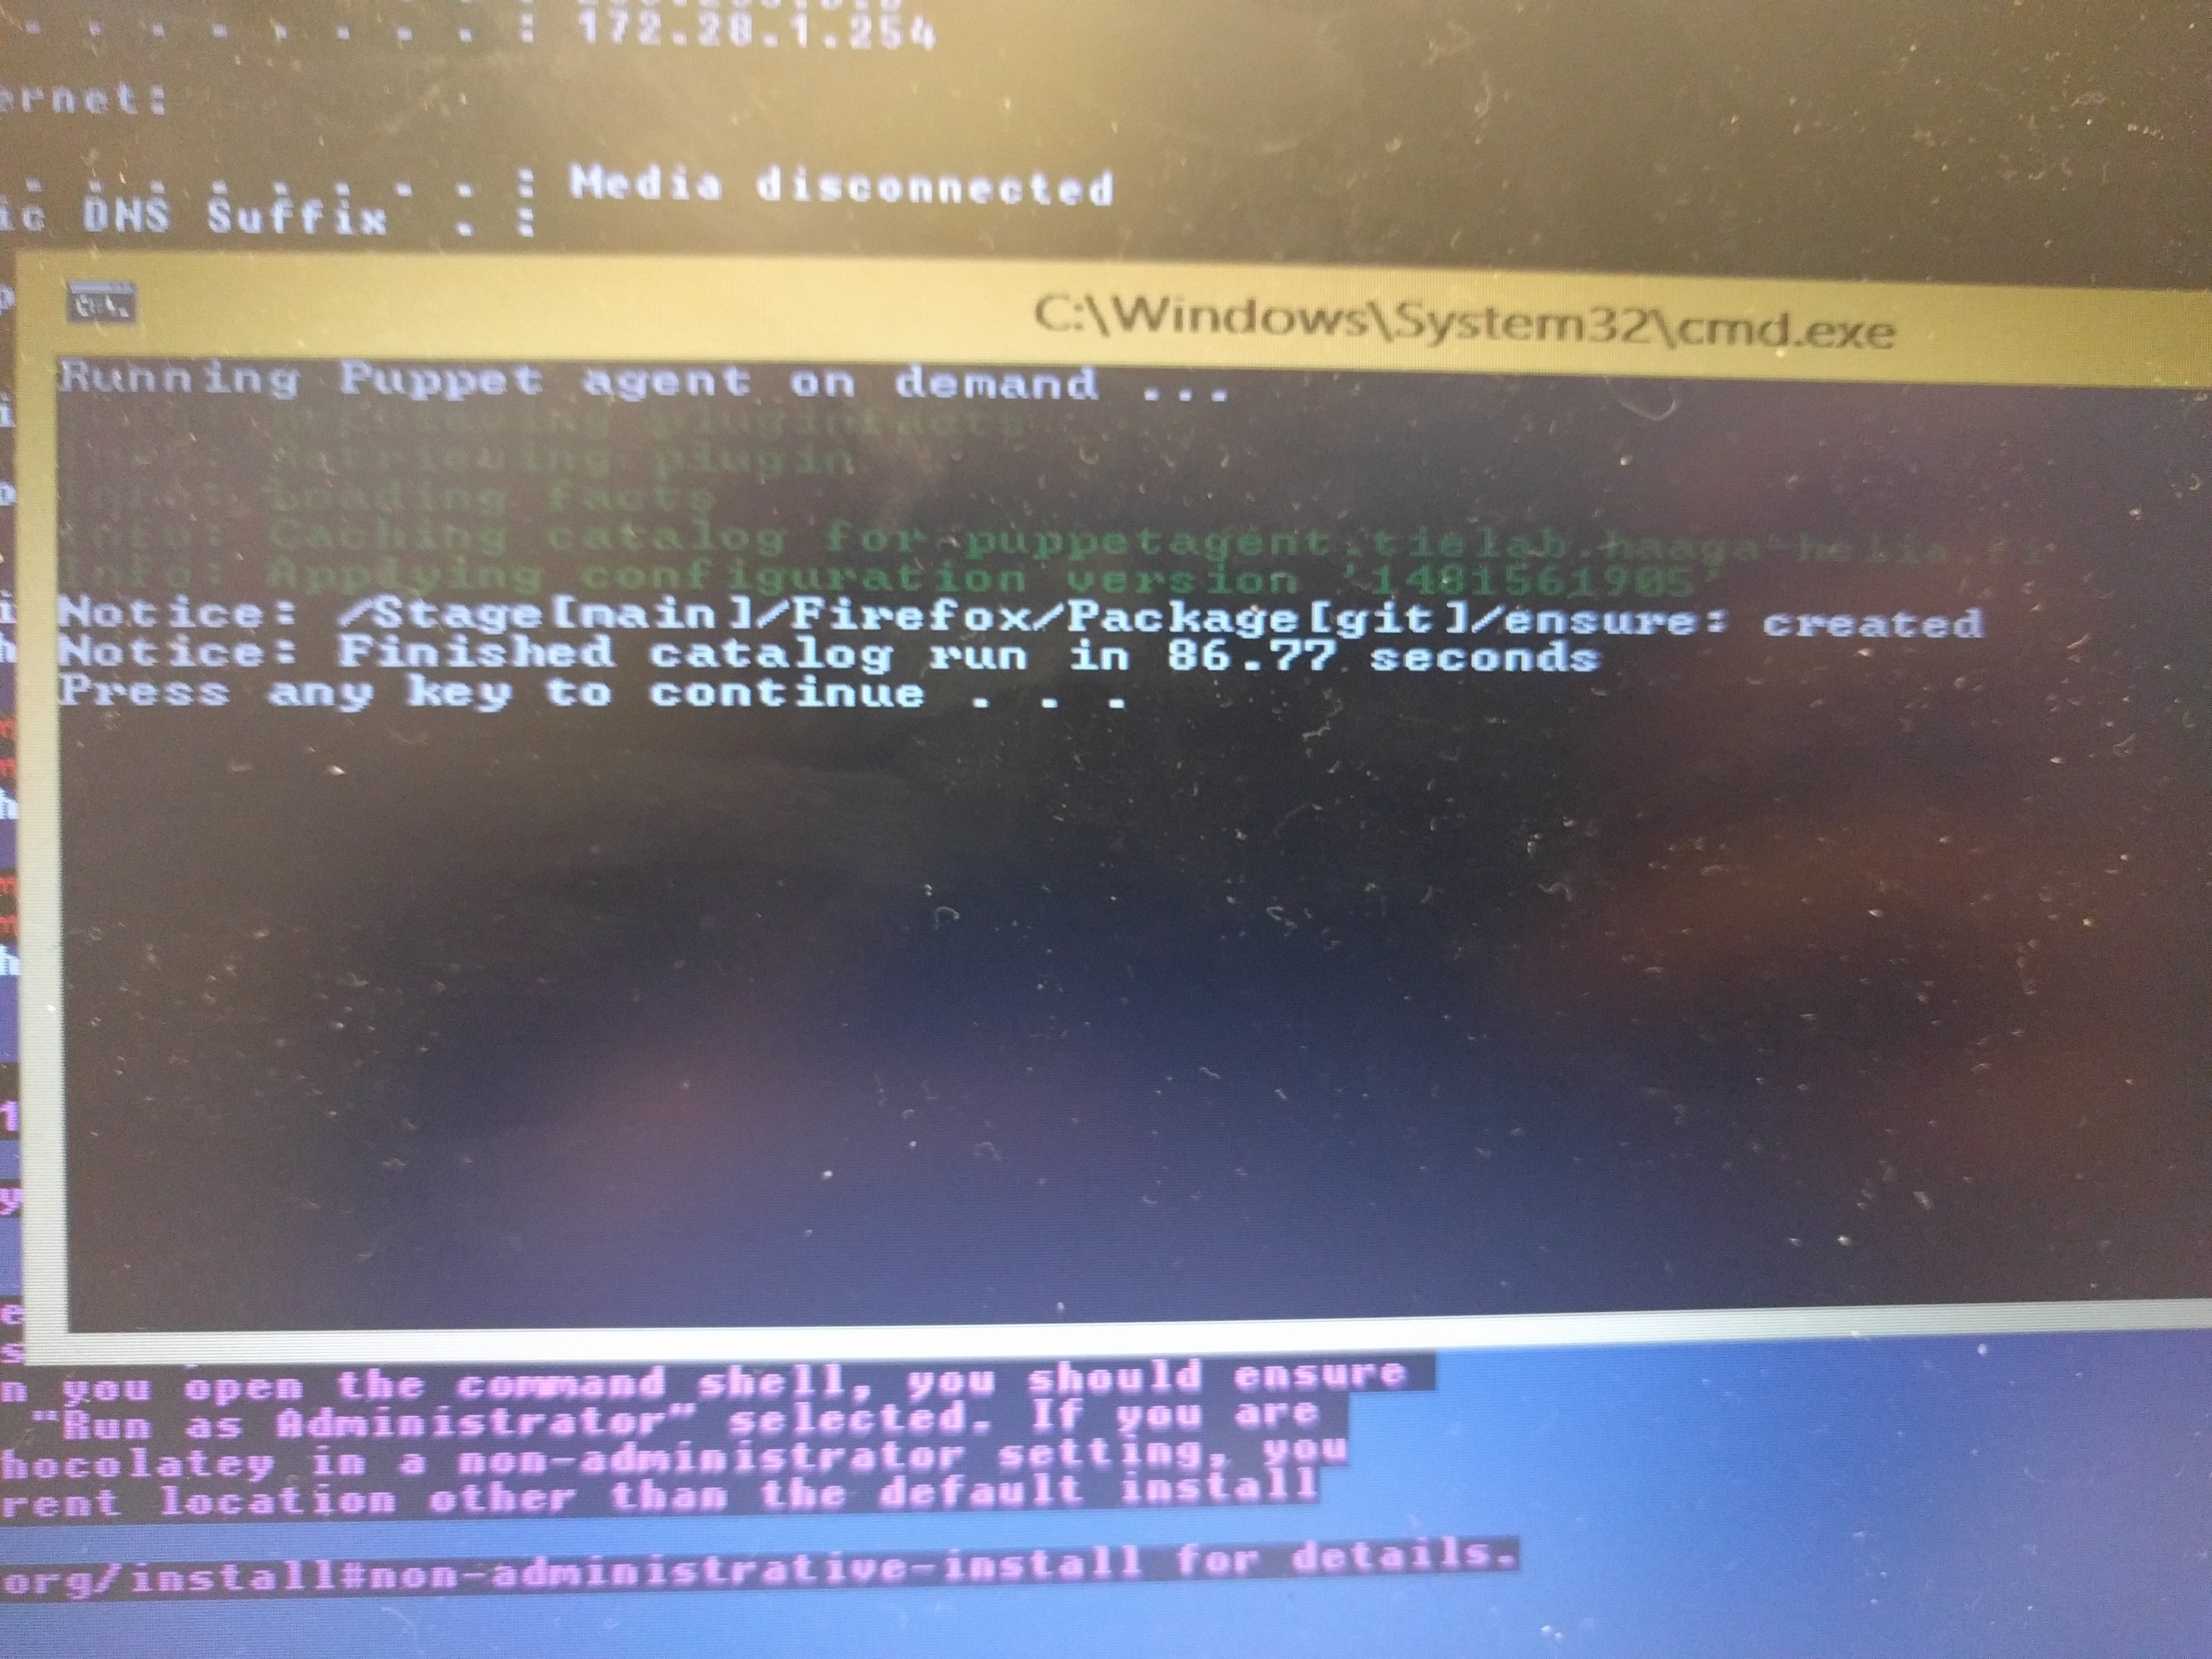 . . . . . . . . : 172.28.1.254
ernet:
. . . . . . . . : Media disconnected
ic DNS Suffix . :
C:\Windows\System32\cmd.exe
Running Puppet agent on demand ...
Info: Retrieving pluginfacts
Info: Retrieving plugin
Info: Loading facts
Info: Caching catalog for puppetagent.tielab.haaga-helia.fi
Info: Applying configuration version '1481561905'
Notice: /Stage[main]/Firefox/Package[git]/ensure: created
Notice: Finished catalog run in 86.77 seconds
Press any key to continue . . .
n you open the command shell, you should ensure
"Run as Administrator" selected. If you are
hocolatey in a non-administrator setting, you
rent location other than the default install
org/install#non-administrative-install for details.